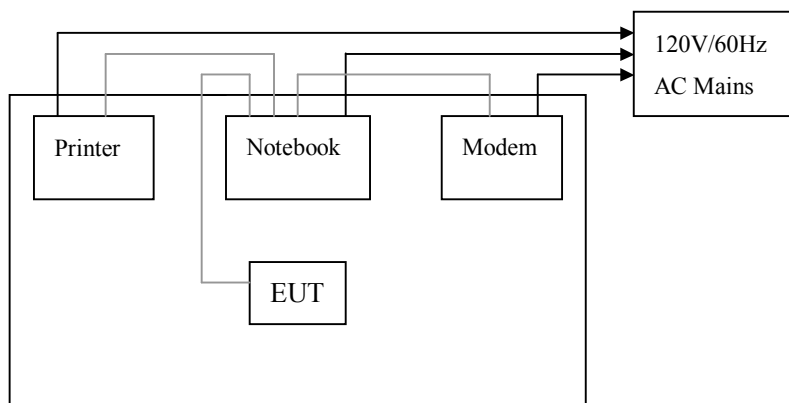 120V/60Hz
AC Mains
Printer
Notebook
Modem
EUT